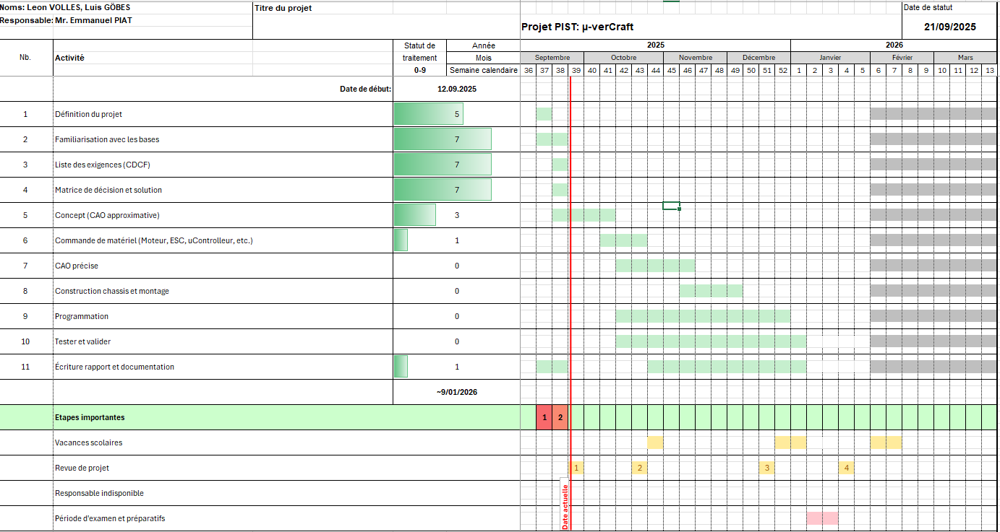 Noms: Leon VOLLES, Luis GÖBES
Titre du projet
Date de statut
Responsable: Mr. Emmanuel PIAT
Projet PIST: µ-verCraft
21/09/2025
Nb.
Activité
Statut de traitement
0-9
Année
Mois
Semaine calendaire
2025 2026
Septembre Octobre Novembre Décembre Janvier Février Mars
36 37 38 39 40 41 42 43 44 45 46 47 48 49 50 51 52 1 2 3 4 5 6 7 8 9 10 11 12 13
Date de début: 12.09.2025
1 Définition du projet 5
2 Familiarisation avec les bases 7
3 Liste des exigences (CDCF) 7
4 Matrice de décision et solution 7
5 Concept (CAO approximative) 3
6 Commande de matériel (Moteur, ESC, uControlleur, etc.) 1
7 CAO précise 0
8 Construction chassis et montage 0
9 Programmation 0
10 Tester et valider 0
11 Écriture rapport et documentation 1
~9/01/2026
Etapes importantes 1 2
Vacances scolaires
Revue de projet 1 2 3 4
Responsable indisponible
Période d'examen et préparatifs
Date actuelle